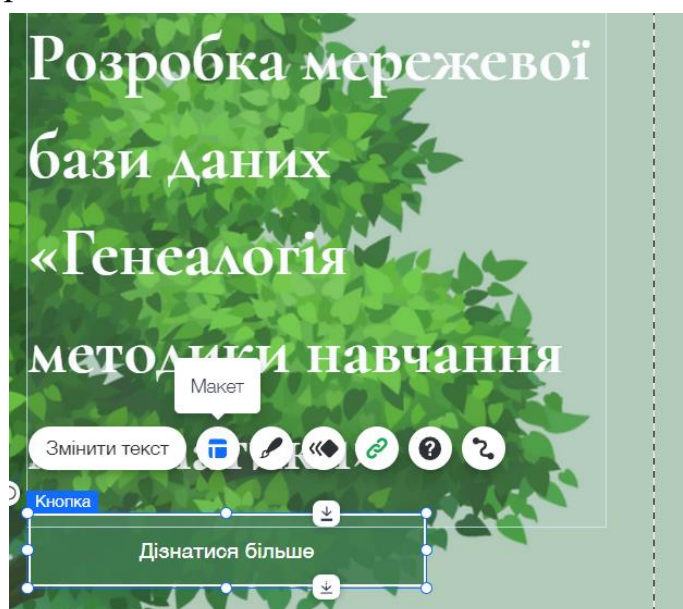 Розробка мережевої
бази даних
«Генеалогія
методики навчання
Макет
Змінити текст
Кнопка
Дізнатися більше